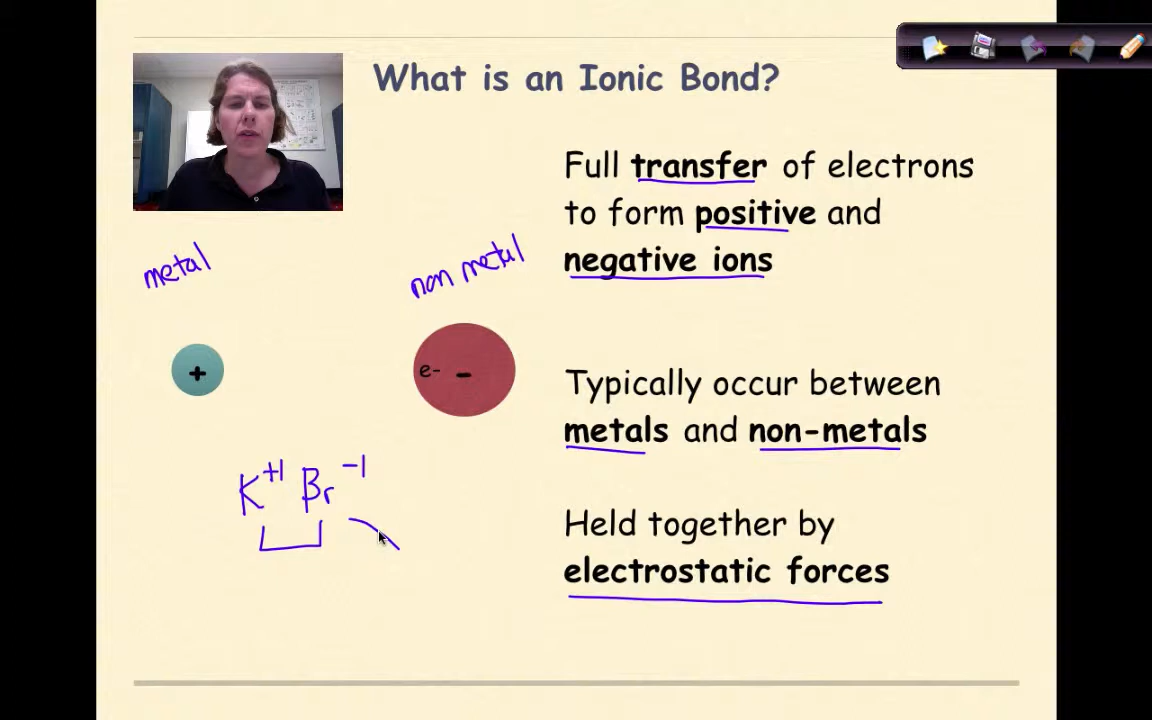 What is an Ionic Bond?
Full transfer of electrons
to form positive and
negative ions
metal
non metal
+
e- -
Typically occur between
metals and non-metals
K+1 Br-1
Held together by
electrostatic forces